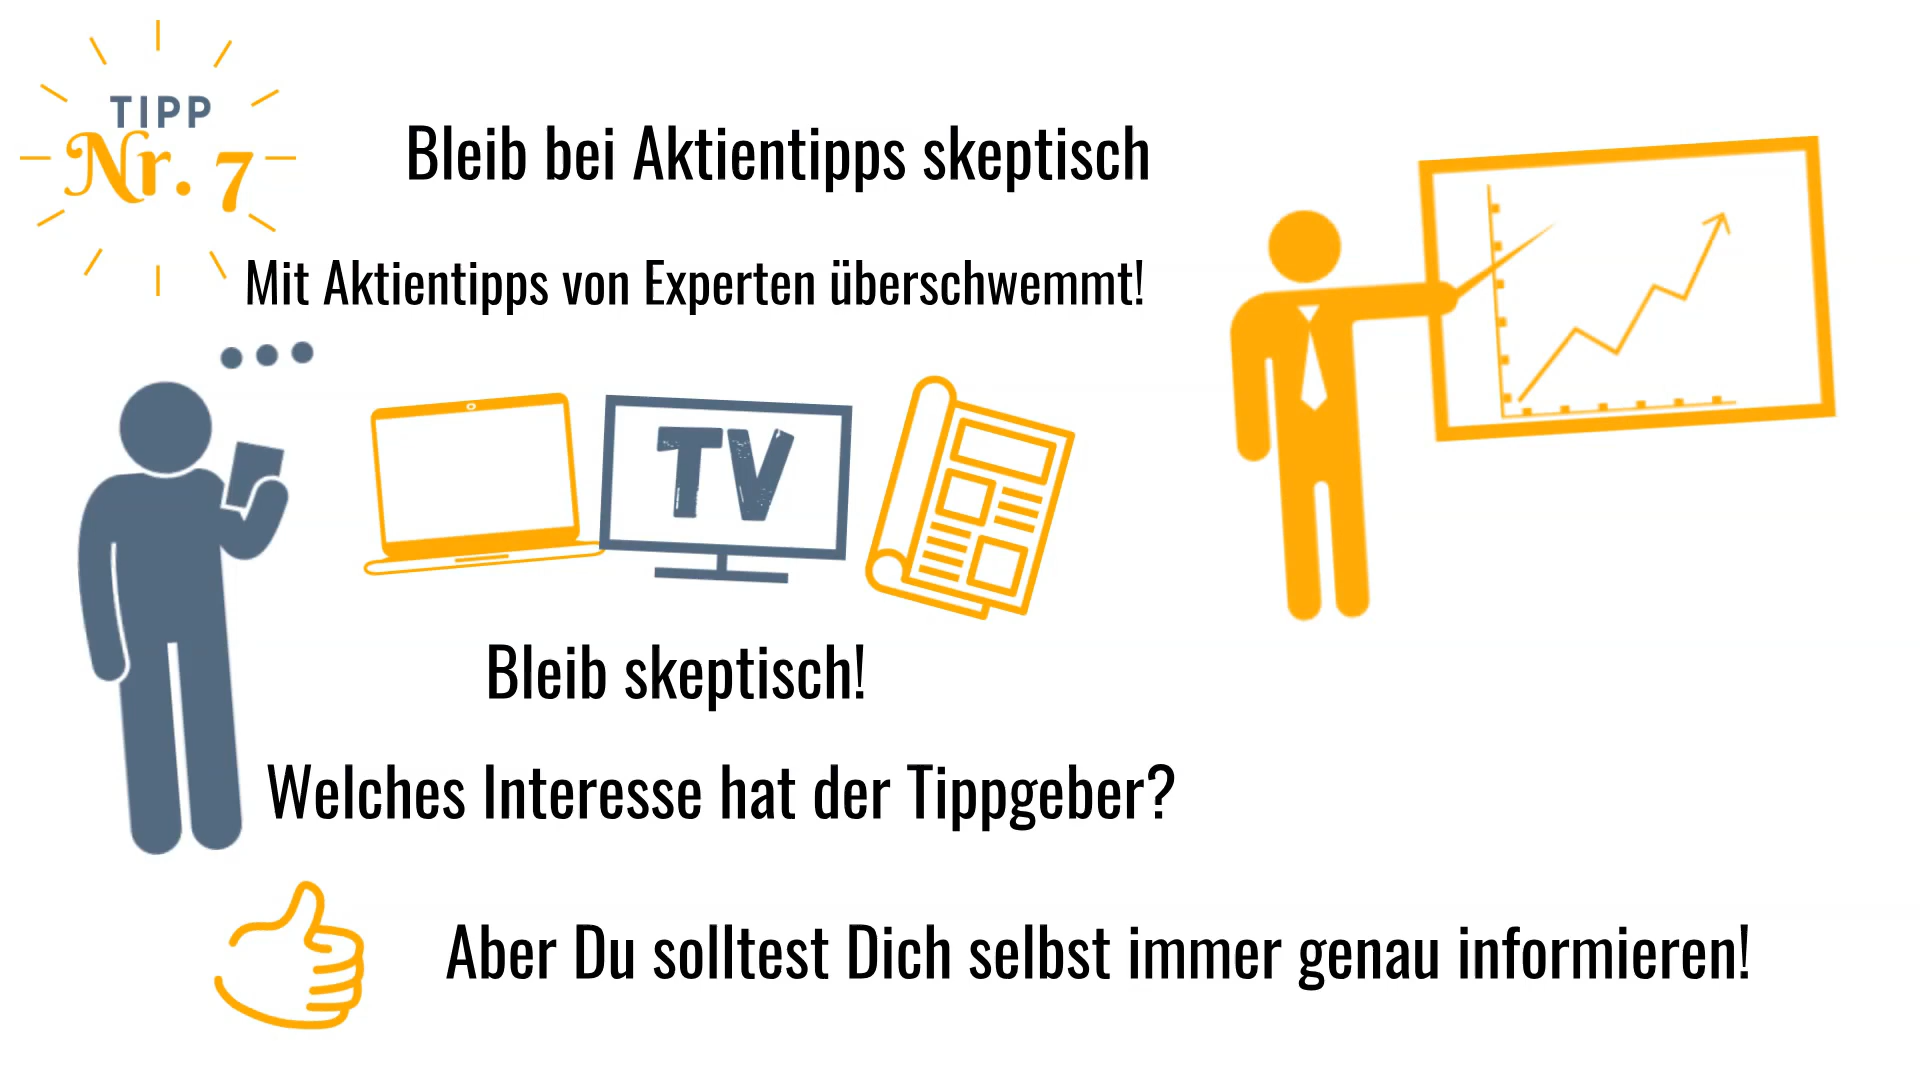 TIPP
Nr. 7
Bleib bei Aktientipps skeptisch
Mit Aktientipps von Experten überschwemmt!
TV
Bleib skeptisch!
Welches Interesse hat der Tippgeber?
Aber Du solltest Dich selbst immer genau informieren!